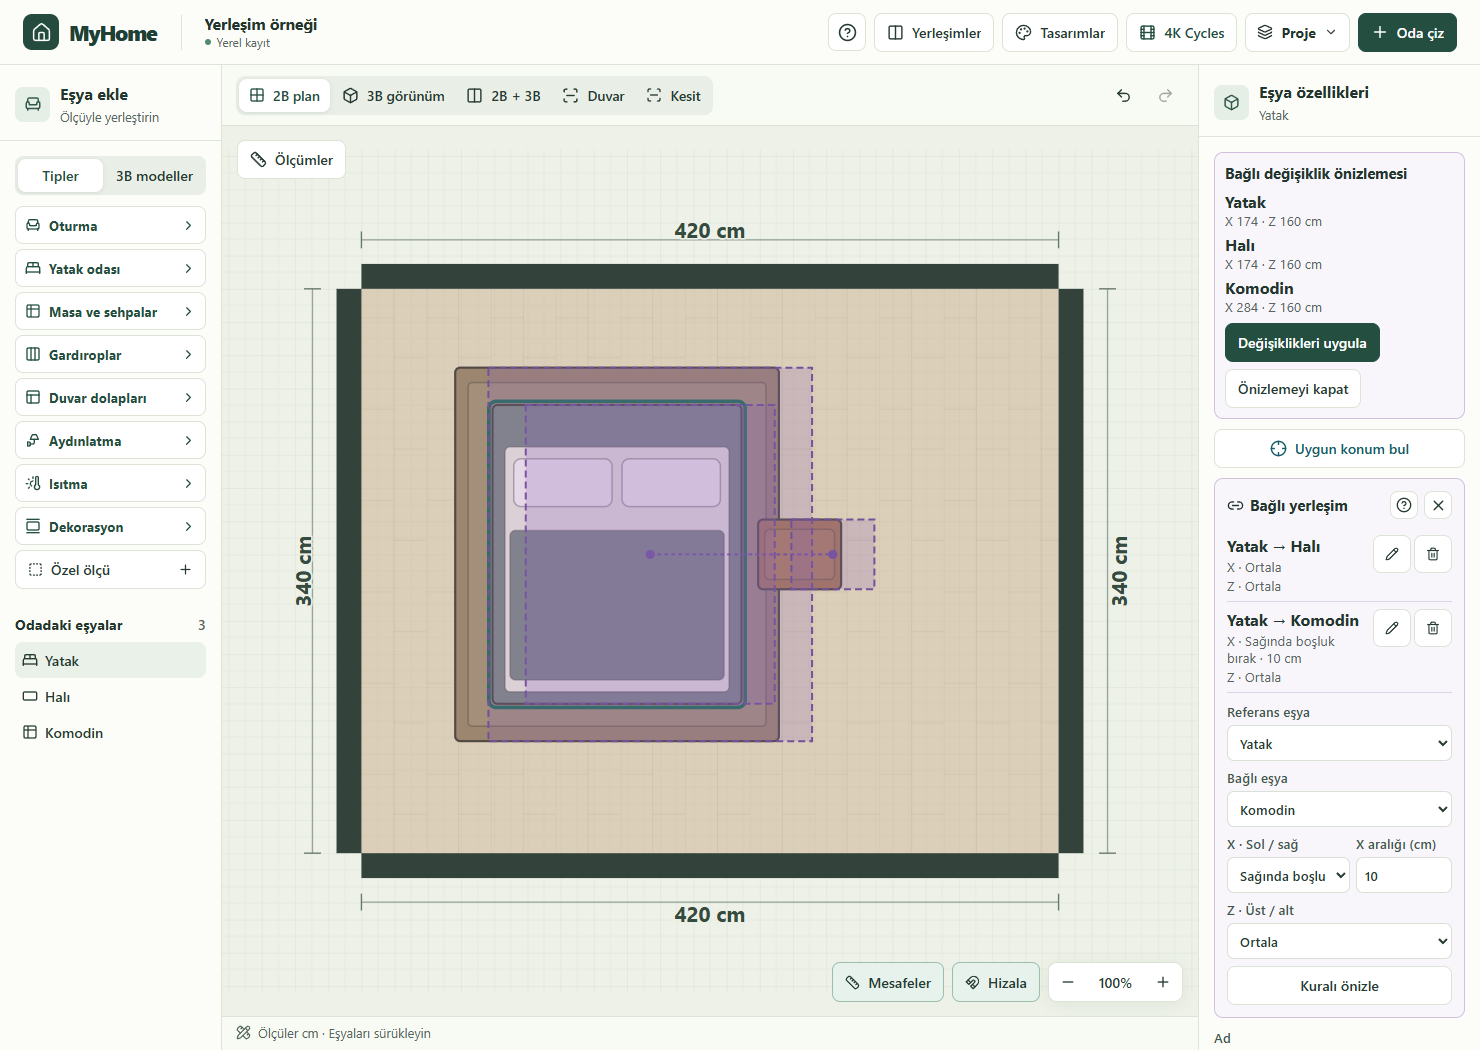 MyHome
Yerleşim örneği
Yerel kayıt
Yerleşimler
Tasarımlar
4K Cycles
Proje
Oda çiz
Eşya ekle
Ölçüyle yerleştirin
Tipler
3B modeller
Oturma
Yatak odası
Masa ve sehpalar
Gardıroplar
Duvar dolapları
Aydınlatma
Isıtma
Dekorasyon
Özel ölçü
Odadaki eşyalar 3
Yatak
Halı
Komodin
2B plan
3B görünüm
2B + 3B
Duvar
Kesit
Ölçümler
420 cm
340 cm
340 cm
420 cm
Mesafeler
Hizala
100%
Ölçüler cm · Eşyaları sürükleyin
Eşya özellikleri
Yatak
Bağlı değişiklik önizlemesi
Yatak
X 174 · Z 160 cm
Halı
X 174 · Z 160 cm
Komodin
X 284 · Z 160 cm
Değişiklikleri uygula
Önizlemeyi kapat
Uygun konum bul
Bağlı yerleşim
Yatak → Halı
X · Ortala
Z · Ortala
Yatak → Komodin
X · Sağında boşluk
bırak · 10 cm
Z · Ortala
Referans eşya
Yatak
Bağlı eşya
Komodin
X · Sol / sağ
X aralığı (cm)
Sağında boşlu
10
Z · Üst / alt
Ortala
Kuralı önizle
Ad